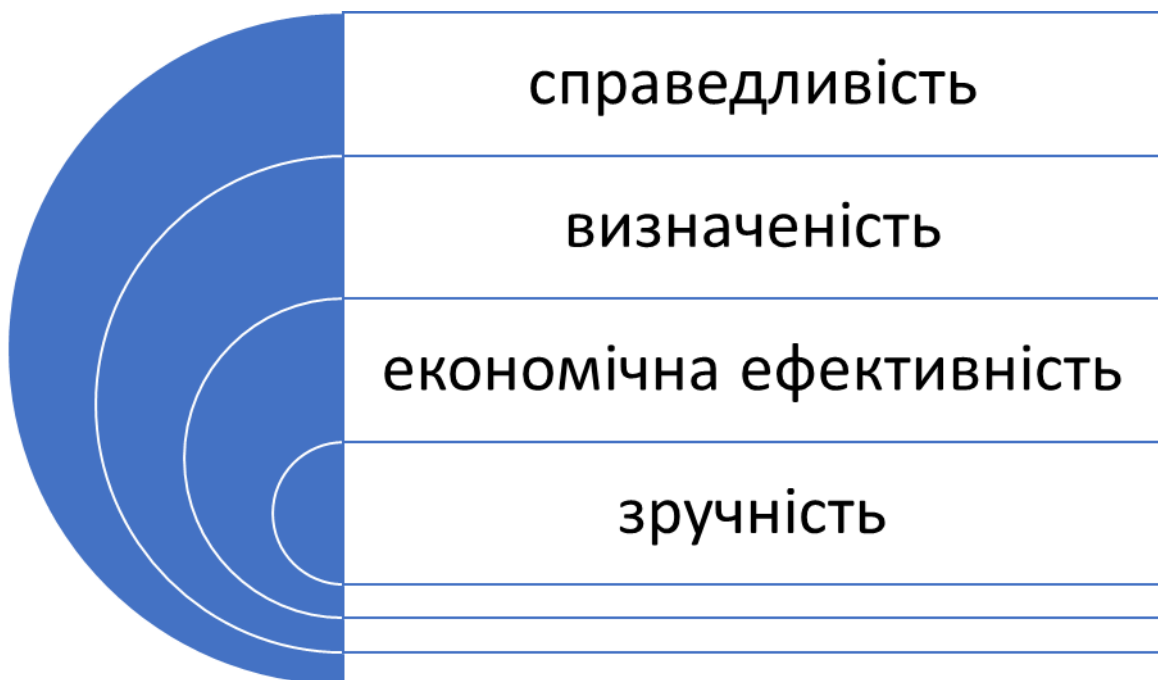 справедливість
визначеність
економічна ефективність
зручність